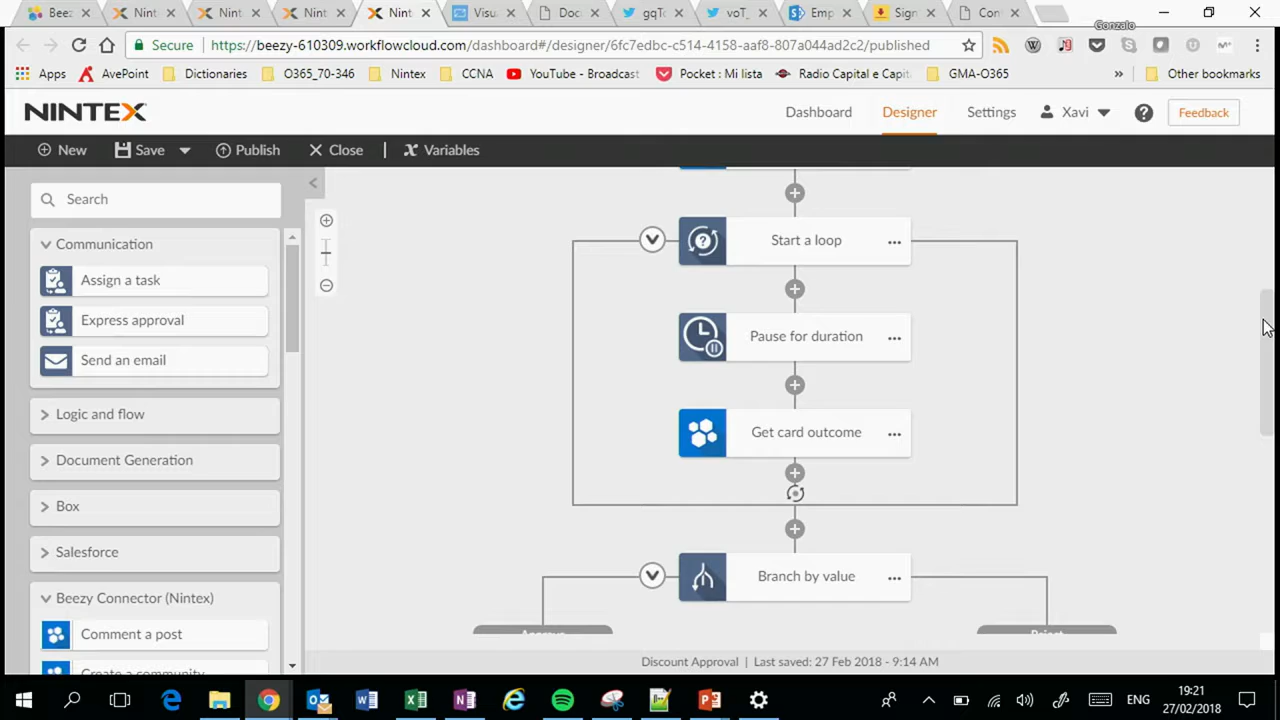 Beez
Nint
Nint
Nint
Nint
Visu
Doc
gqTo
voT
Emp
Sign
Con
Gonzalo
Secure
https://beezy-610309.workflowcloud.com/dashboard#/designer/6fc7edbc-c514-4158-aaf8-807a044ad2c2/published
Apps
AvePoint
Dictionaries
O365_70-346
Nintex
CCNA
YouTube - Broadcast
Pocket: Mi lista
Radio Capital e Capit
GMA-O365
»
Other bookmarks
NINTEX
Dashboard
Designer
Settings
Xavi
Feedback
New
Save
Publish
Close
Variables
Search
Communication
Assign a task
Express approval
Send an email
Logic and flow
Document Generation
Box
Salesforce
Beezy Connector (Nintex)
Comment a post
Create a community
Start a loop
Pause for duration
Get card outcome
Branch by value
Approve
Reject
Discount Approval | Last saved: 27 Feb 2018 - 9:14 AM
ENG
19:21
27/02/2018